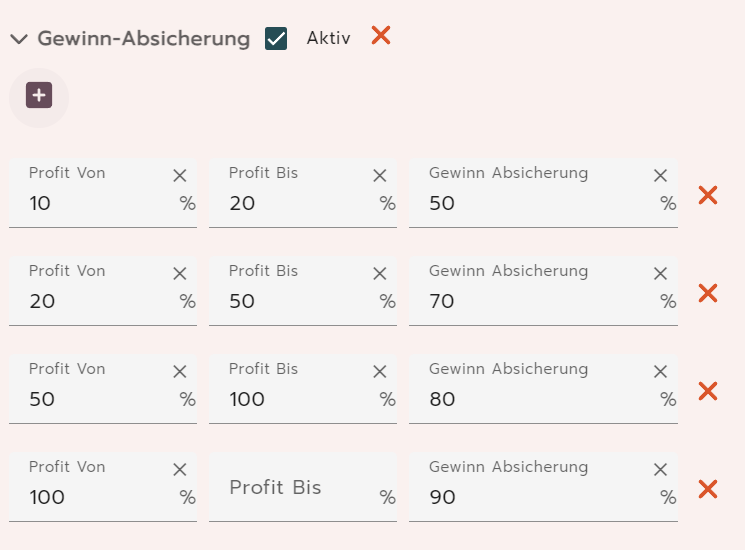 Gewinn-Absicherung Aktiv
Profit Von Profit Bis Gewinn Absicherung
10 % 20 % 50 %
Profit Von Profit Bis Gewinn Absicherung
20 % 50 % 70 %
Profit Von Profit Bis Gewinn Absicherung
50 % 100 % 80 %
Profit Von Gewinn Absicherung
100 % Profit Bis % 90 %